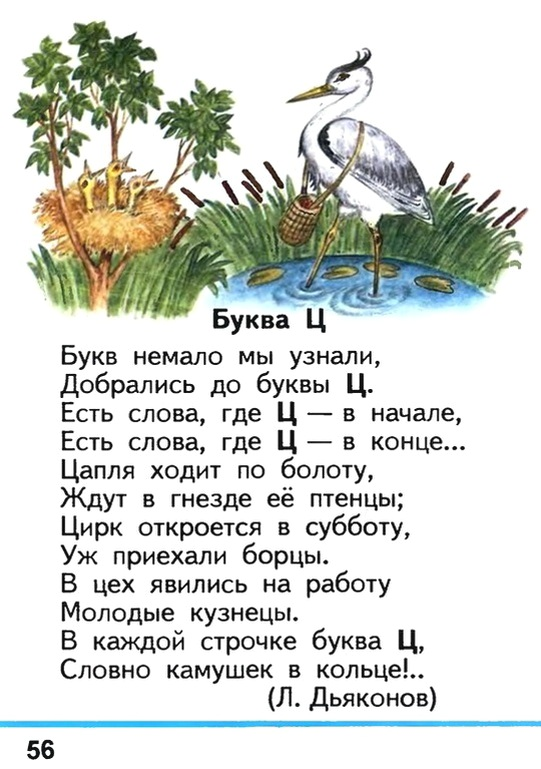 Буква Ц
Букв немало мы узнали,
Добрались до буквы Ц.
Есть слова, где Ц — в начале,
Есть слова, где Ц — в конце...
Цапля ходит по болоту,
Ждут в гнезде её птенцы;
Цирк откроется в субботу,
Уж приехали борцы.
В цех явились на работу
Молодые кузнецы.
В каждой строчке буква Ц,
Словно камушек в кольце!..
(Л. Дьяконов)
56